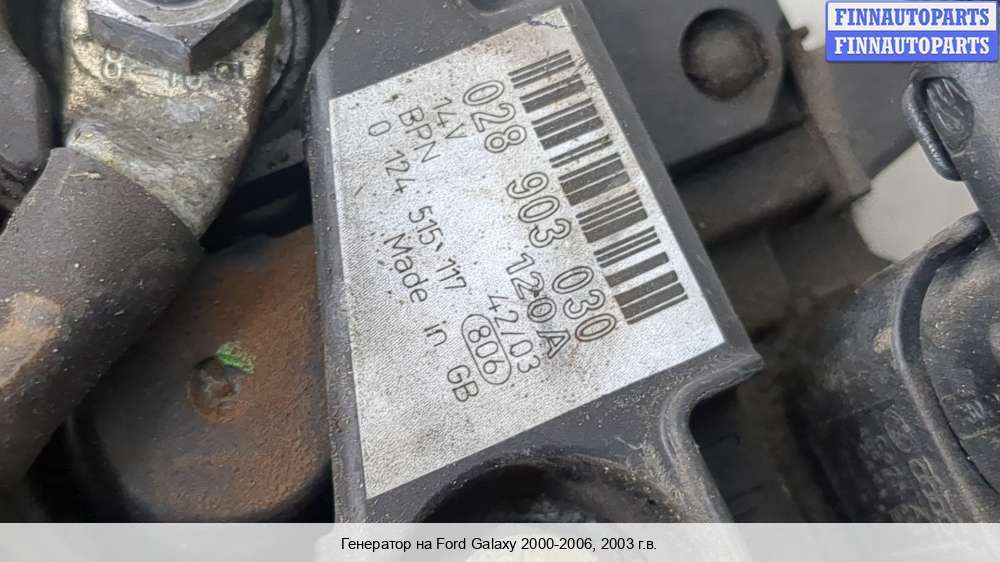 FINNAUTOPARTS
FINNAUTOPARTS
028 903 030
14V 120A
BPN 42/03
0 124 515 117 806
Made in GB
Генератор на Ford Galaxy 2000-2006, 2003 г.в.